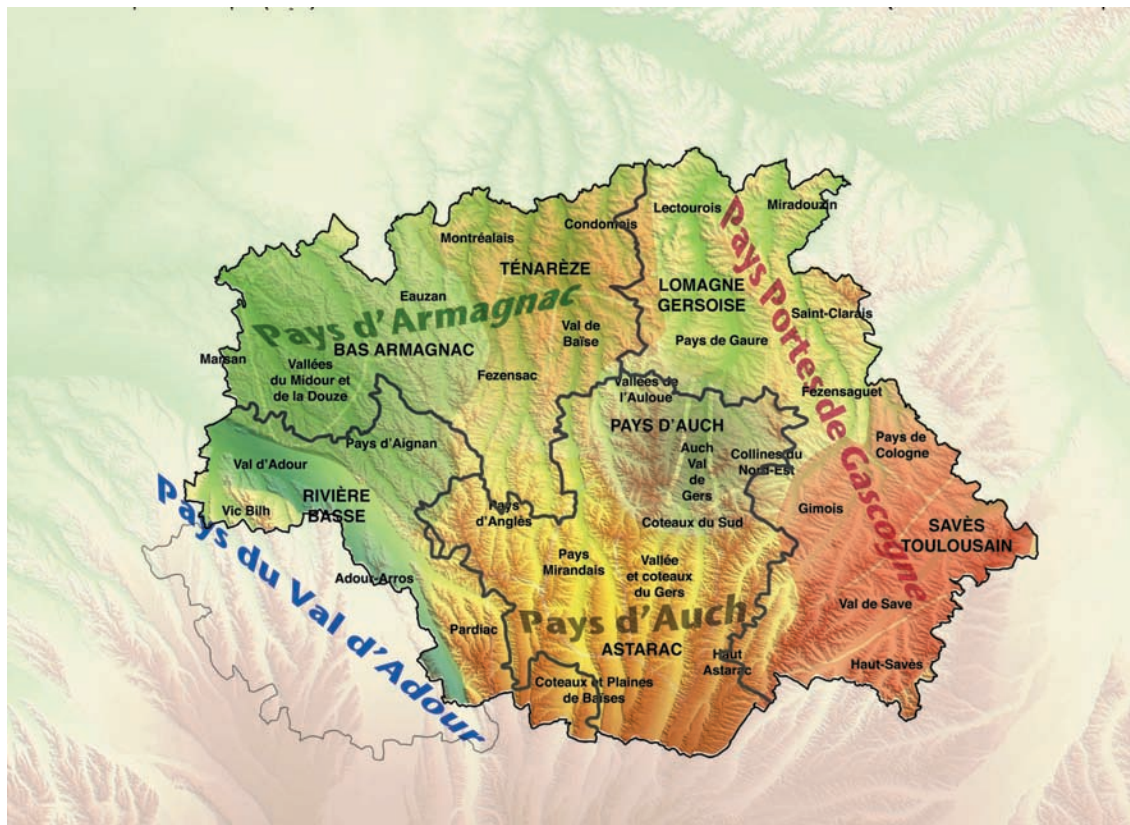 Lectourois
Miradouzin
Condomois
Montréalais
TÉNARÈZE
LOMAGNE
GERSOISE
Pays Portes de Gascogne
Eauzan
Pays d'Armagnac
Saint-Clarais
BAS ARMAGNAC
Val de
Baïse
Pays de Gaure
Marsan
Vallées
du Midour et
de la Douze
Fezensac
Vallées de
l'Auloue
Fezensaguet
PAYS D'AUCH
Pays d'Aignan
Auch
Val
de
Gers
Collines du
Nord-Est
Pays de
Cologne
Val d'Adour
RIVIÈRE
BASSE
Vic Bilh
Pays
d'Anglès
Coteaux du Sud
Gimois
SAVÈS
TOULOUSAIN
Pays du Val d'Adour
Adour-Arros
Pays
Mirandais
Vallée
et coteaux
du Gers
Val de Save
Pardiac
Pays d'Auch
ASTARAC
Haut
Astarac
Haut-Savès
Coteaux et Plaines
de Baïses